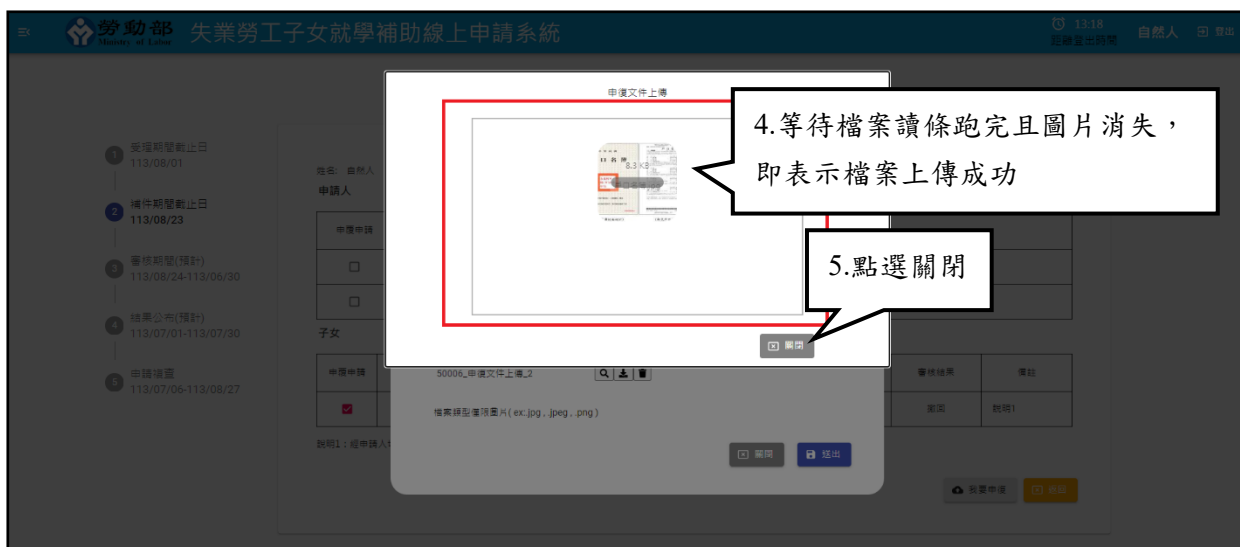 勞動部
Ministry of Labor
失業勞工子女就學補助線上申請系統
13:18
距離登出時間
自然人
登出
申復文件上傳
4.等待檔案讀條跑完且圖片消失，
即表示檔案上傳成功
8.3 KB
5.點選關閉
關閉
1
受理期間截止日
113/08/01
2
補件期間截止日
113/08/23
3
審核期間(預計)
113/08/24-113/06/30
4
結果公布(預計)
113/07/01-113/07/30
5
申請複查
113/07/06-113/08/27
姓名: 自然人
申請人
申復申請
子女
申復申請
審核結果
備註
駁回
說明1
50006_申復文件上傳_2
檔案類型僅限圖片( ex:.jpg , .jpeg , .png )
關閉
送出
說明1：經申請人
我要申復